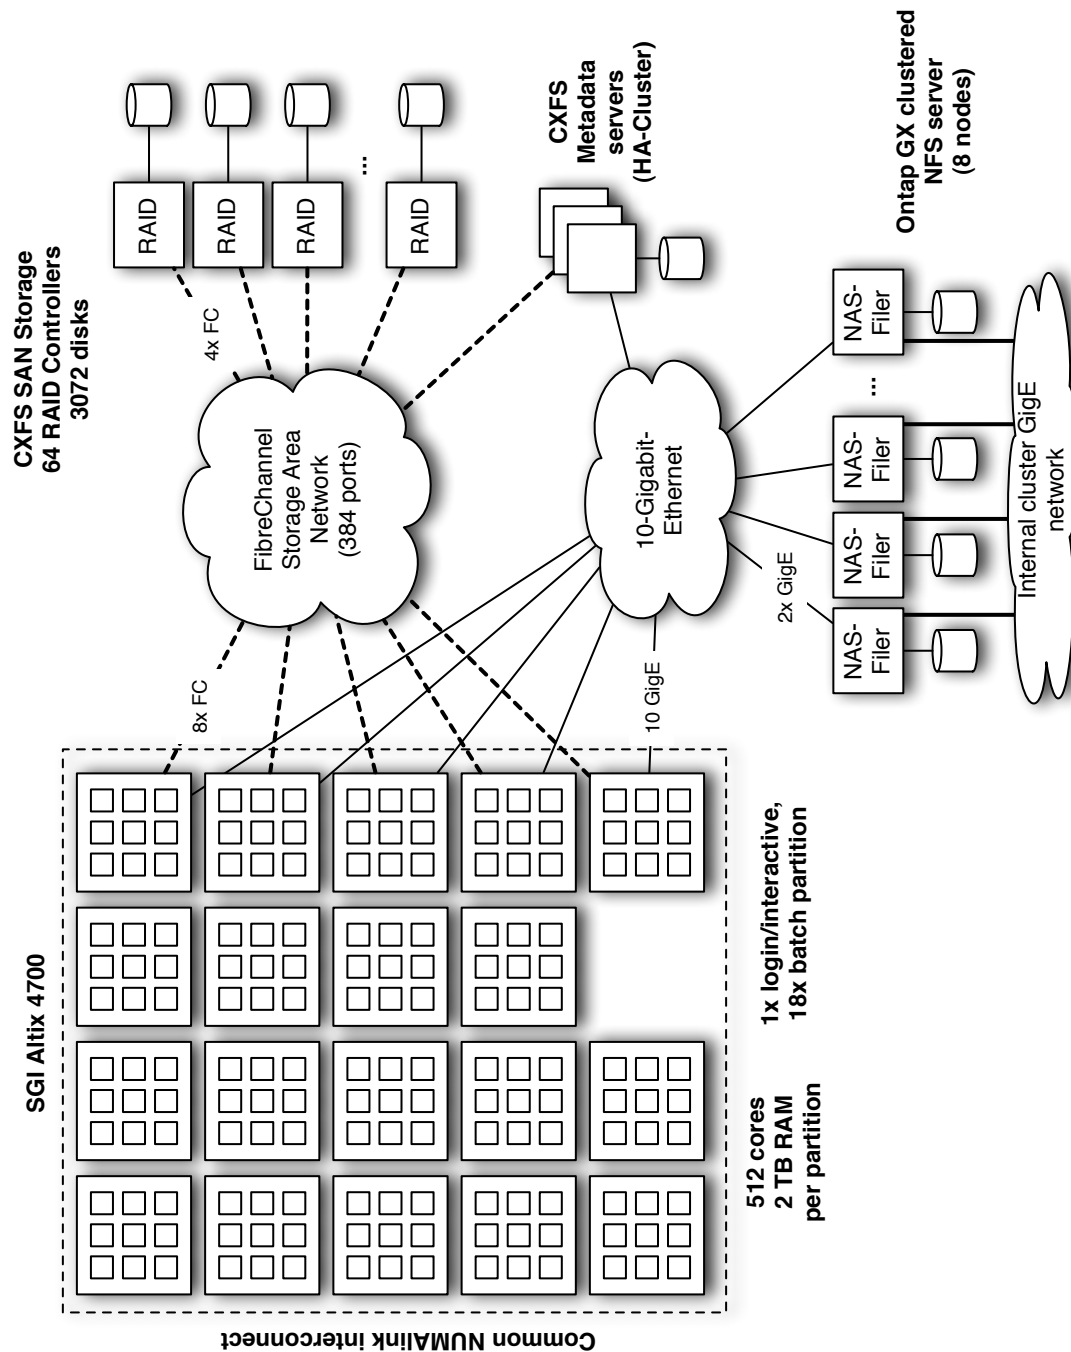 SGI Altix 4700
Common NUMAlink interconnect
512 cores
2 TB RAM
per partition
1x login/interactive,
18x batch partition
8x FC
10 GigE
CXFS SAN Storage
64 RAID Controllers
3072 disks
FibreChannel
Storage Area
Network
(384 ports)
4x FC
RAID
RAID
RAID
...
RAID
CXFS
Metadata
servers
(HA-Cluster)
10-Gigabit-
Ethernet
2x GigE
NAS-
Filer
NAS-
Filer
NAS-
Filer
...
NAS-
Filer
Ontap GX clustered
NFS server
(8 nodes)
Internal cluster GigE
network